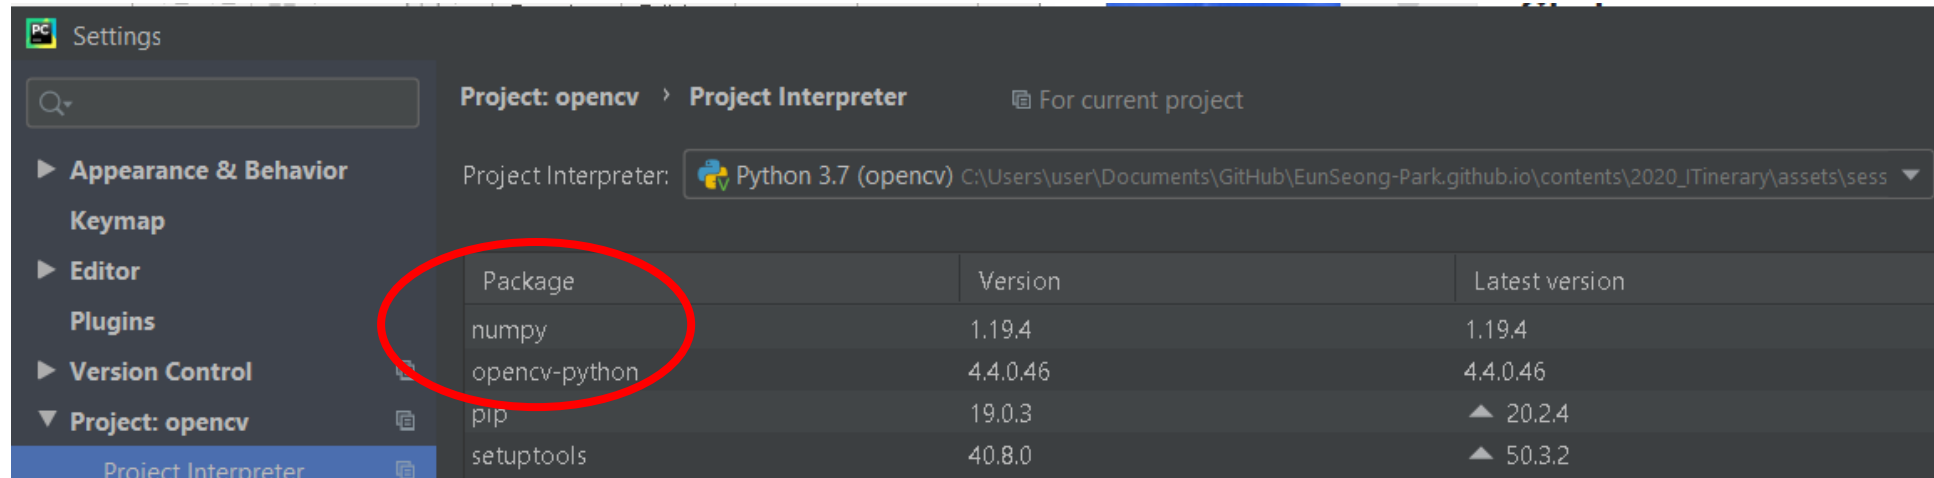 PC Settings
Project: opencv › Project Interpreter For current project
Appearance & Behavior
Project Interpreter: Python 3.7 (opencv) C:\Users\user\Documents\GitHub\EunSeong-Park.github.io\contents\2020_ITinerary\assets\sess
Keymap
Editor
Package Version Latest version
Plugins
numpy 1.19.4 1.19.4
Version Control
opencv-python 4.4.0.46 4.4.0.46
Project: opencv
pip 19.0.3 20.2.4
setuptools 40.8.0 50.3.2
Project Interpreter